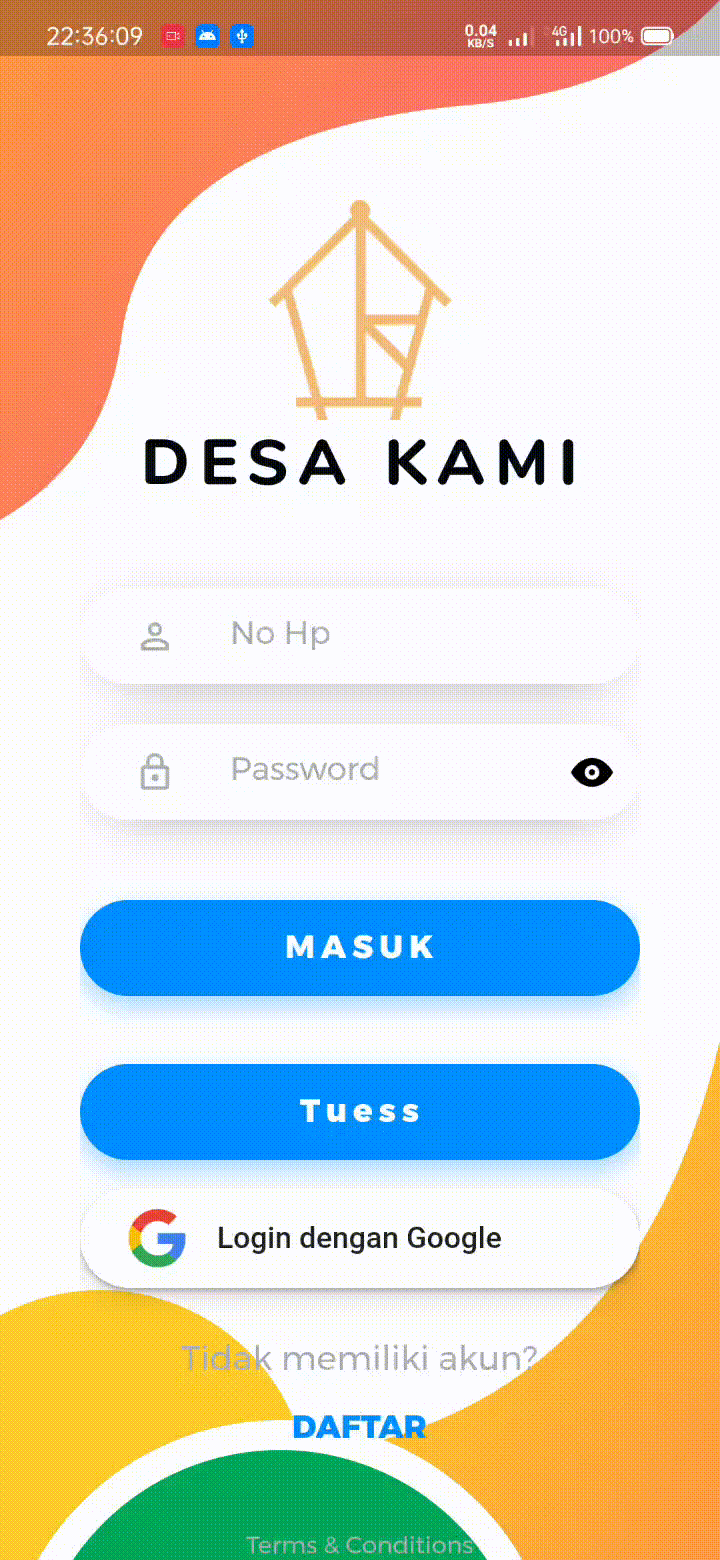 22:36:09 0.04 KB/S 4G 100%
DESA KAMI
No Hp
Password
MASUK
Tuess
Login dengan Google
Tidak memiliki akun?
DAFTAR
Terms & Conditions